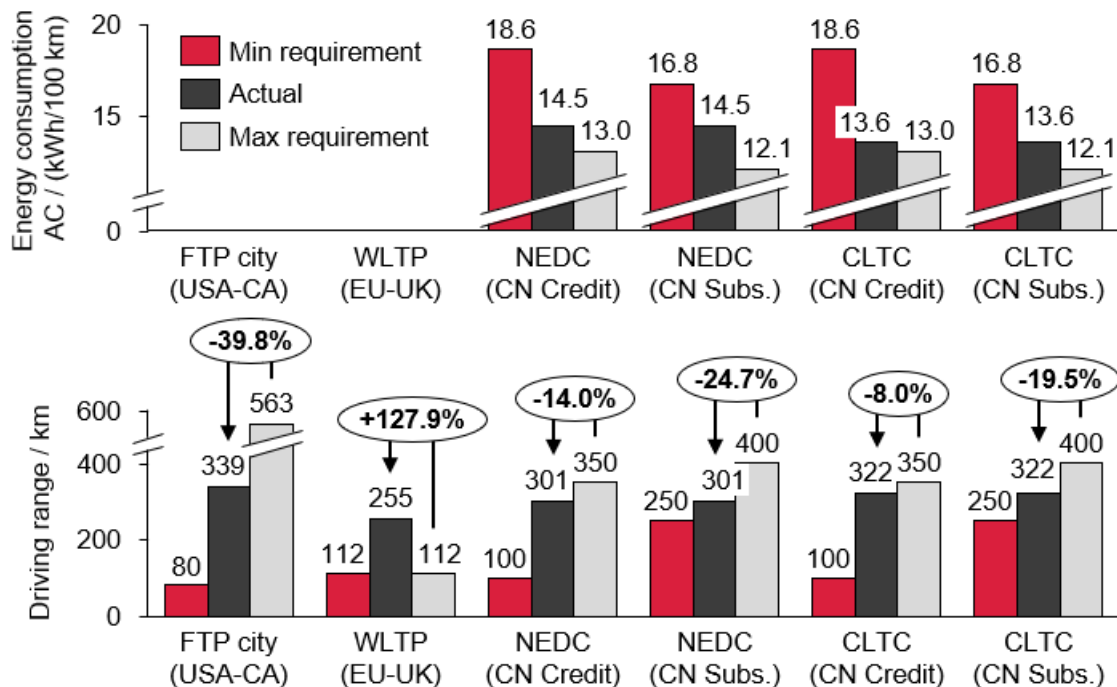 Energy consumption
AC / (kWh/100 km)
20
15
0
Min requirement
Actual
Max requirement
18.6
14.5
13.0
16.8
14.5
12.1
18.6
13.6
13.0
16.8
13.6
12.1
FTP city
(USA-CA)
WLTP
(EU-UK)
NEDC
(CN Credit)
NEDC
(CN Subs.)
CLTC
(CN Credit)
CLTC
(CN Subs.)
Driving range / km
600
400
200
0
-39.8%
+127.9%
-14.0%
-24.7%
-8.0%
-19.5%
80
339
563
112
255
112
100
301
350
250
301
400
100
322
350
250
322
400
FTP city
(USA-CA)
WLTP
(EU-UK)
NEDC
(CN Credit)
NEDC
(CN Subs.)
CLTC
(CN Credit)
CLTC
(CN Subs.)